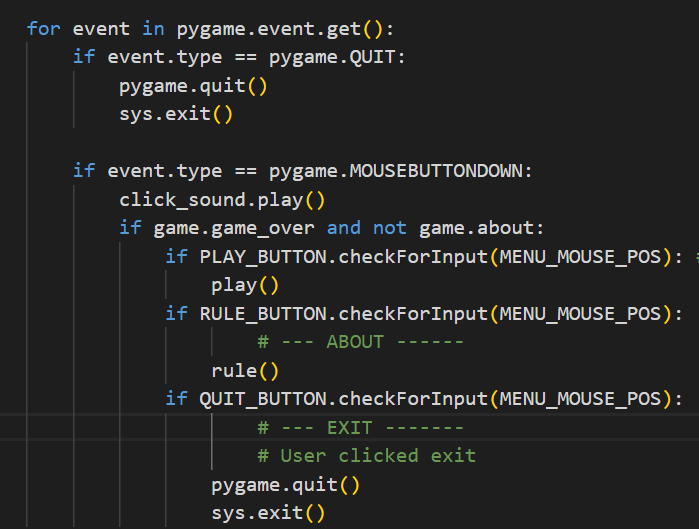 for event in pygame.event.get():
    if event.type == pygame.QUIT:
        pygame.quit()
        sys.exit()

    if event.type == pygame.MOUSEBUTTONDOWN:
        click_sound.play()
        if game.game_over and not game.about:
            if PLAY_BUTTON.checkForInput(MENU_MOUSE_POS): #
                play()
            if RULE_BUTTON.checkForInput(MENU_MOUSE_POS):
                    # --- ABOUT ------
                rule()
            if QUIT_BUTTON.checkForInput(MENU_MOUSE_POS):
                    # --- EXIT -------
                    # User clicked exit
                pygame.quit()
                sys.exit()